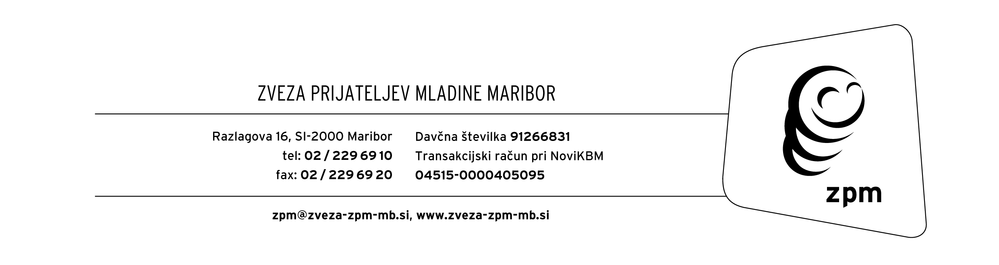 ZVEZA PRIJATELJEV MLADINE MARIBOR
Razlagova 16, SI-2000 Maribor
tel: 02 / 229 69 10
fax: 02 / 229 69 20
Davčna številka 91266831
Transakcijski račun pri NoviKBM
04515-0000405095
zpm@zveza-zpm-mb.si, www.zveza-zpm-mb.si
zpm